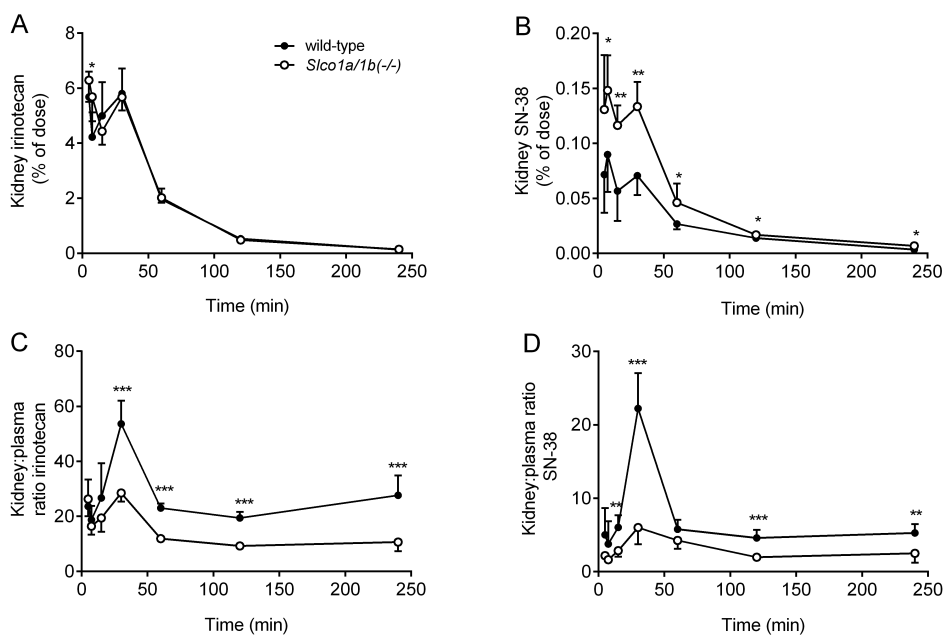 A
Kidney irinotecan
(% of dose)
8
6
4
2
0
*
wild-type
Slco1a/1b(-/-)
0 50 100 150 200 250
Time (min)
B
Kidney SN-38
(% of dose)
0.20
0.15
0.10
0.05
0.00
*
**
**
*
*
*
0 50 100 150 200 250
Time (min)
C
Kidney:plasma
ratio irinotecan
80
60
40
20
0
***
***
***
***
0 50 100 150 200 250
Time (min)
D
Kidney:plasma ratio
SN-38
30
20
10
0
**
***
***
**
0 50 100 150 200 250
Time (min)